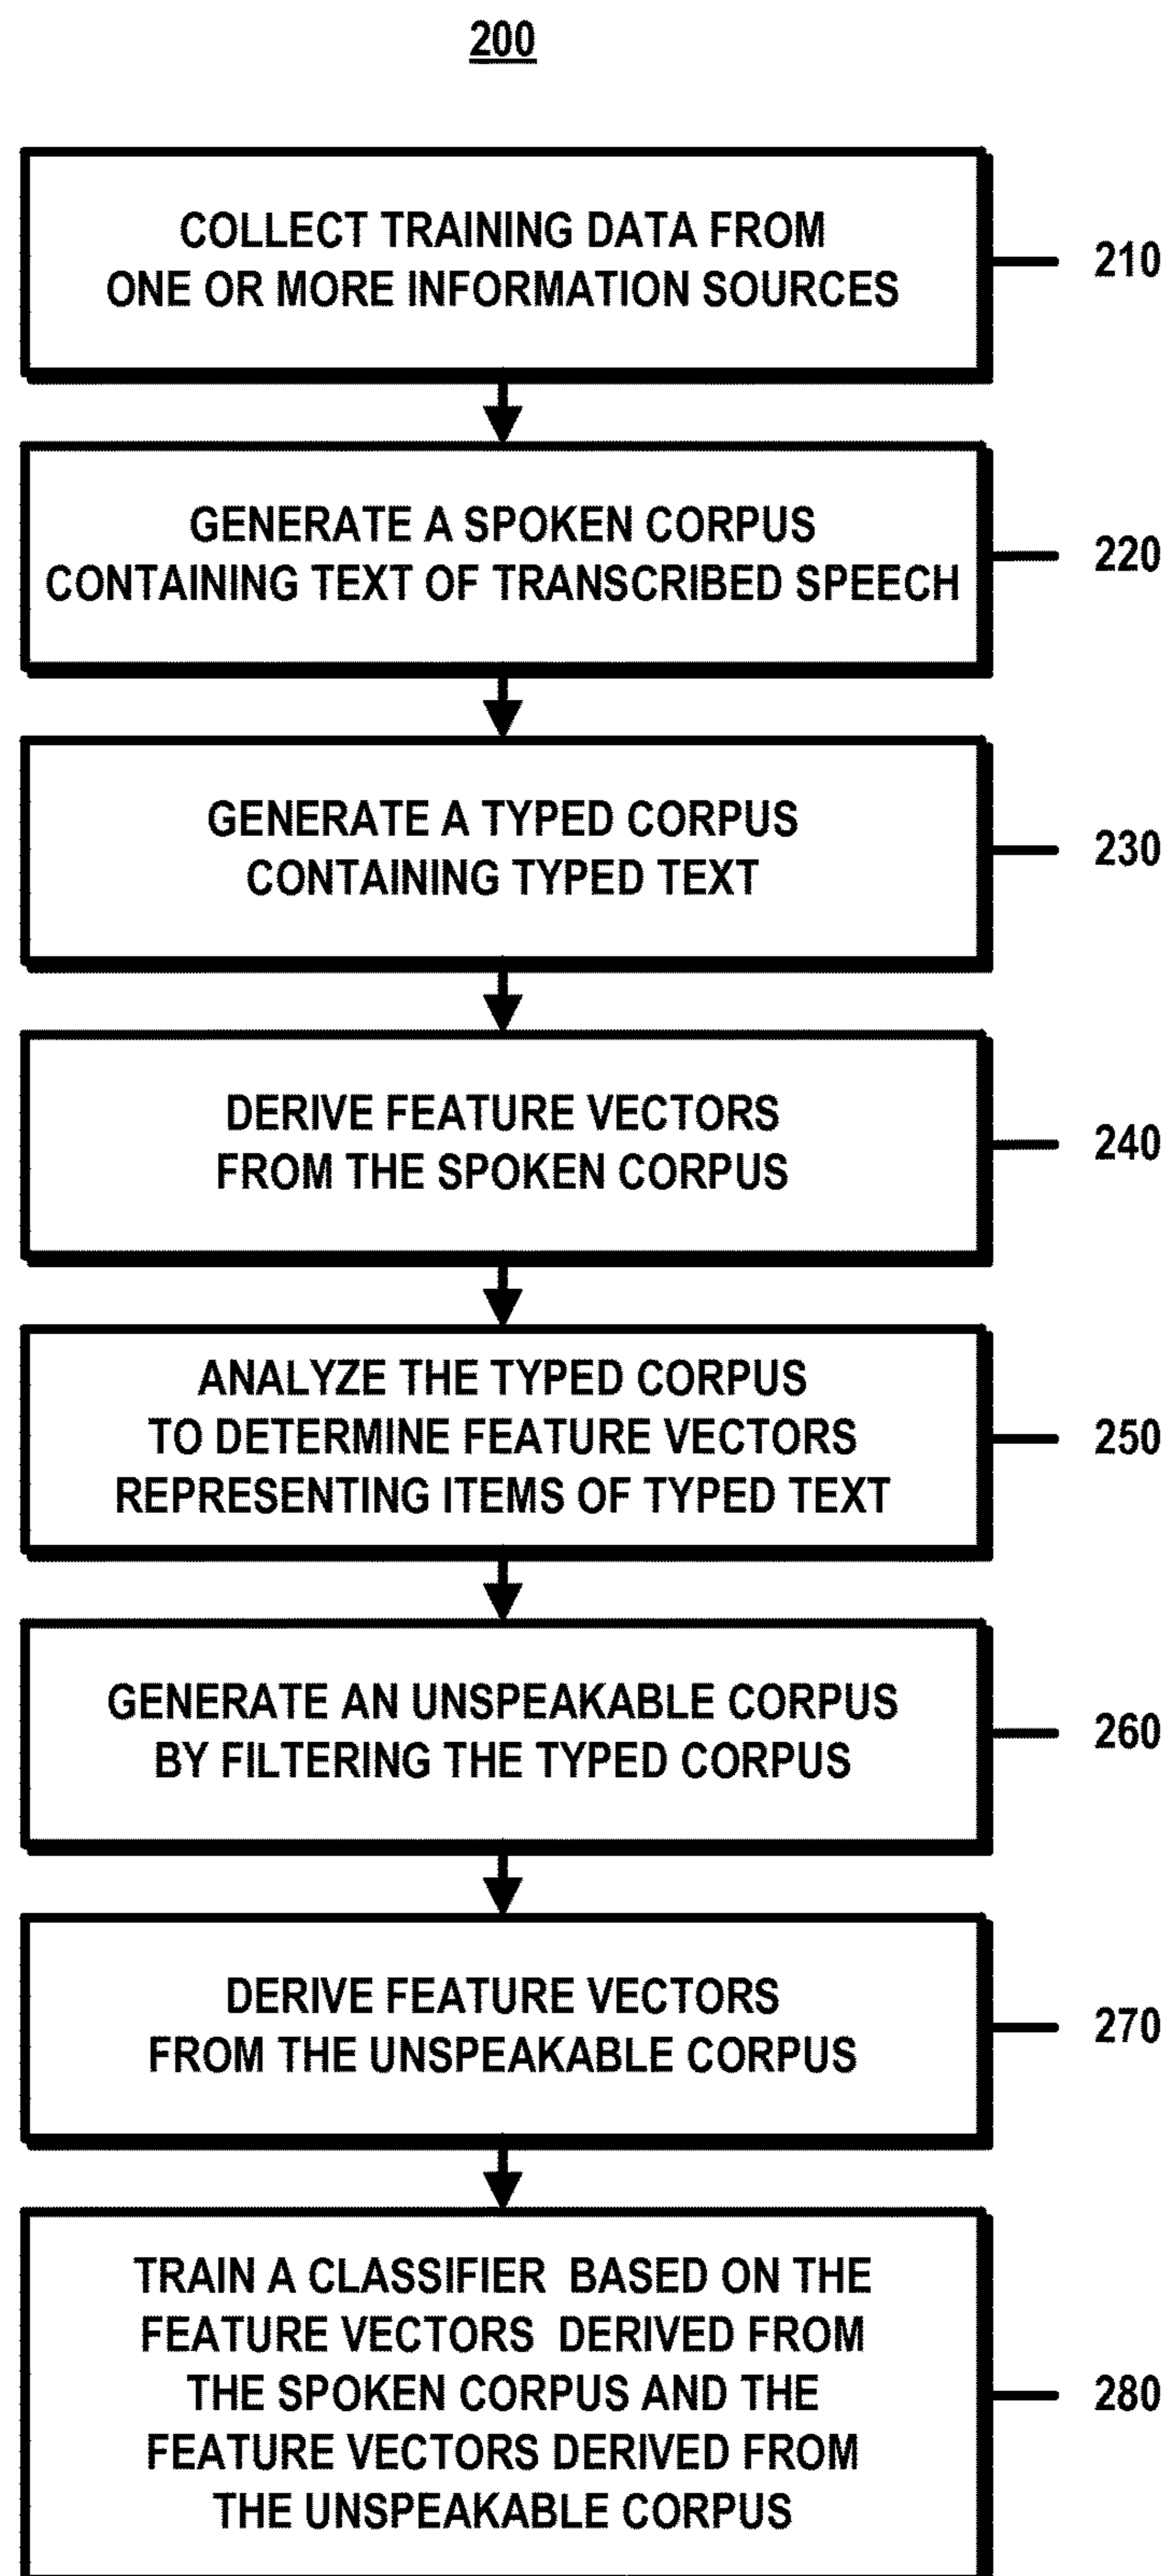 200
COLLECT TRAINING DATA FROM
ONE OR MORE INFORMATION SOURCES
210
GENERATE A SPOKEN CORPUS
CONTAINING TEXT OF TRANSCRIBED SPEECH
220
GENERATE A TYPED CORPUS
CONTAINING TYPED TEXT
230
DERIVE FEATURE VECTORS
FROM THE SPOKEN CORPUS
240
ANALYZE THE TYPED CORPUS
TO DETERMINE FEATURE VECTORS
REPRESENTING ITEMS OF TYPED TEXT
250
GENERATE AN UNSPEAKABLE CORPUS
BY FILTERING THE TYPED CORPUS
260
DERIVE FEATURE VECTORS
FROM THE UNSPEAKABLE CORPUS
270
TRAIN A CLASSIFIER BASED ON THE
FEATURE VECTORS DERIVED FROM
THE SPOKEN CORPUS AND THE
FEATURE VECTORS DERIVED FROM
THE UNSPEAKABLE CORPUS
280